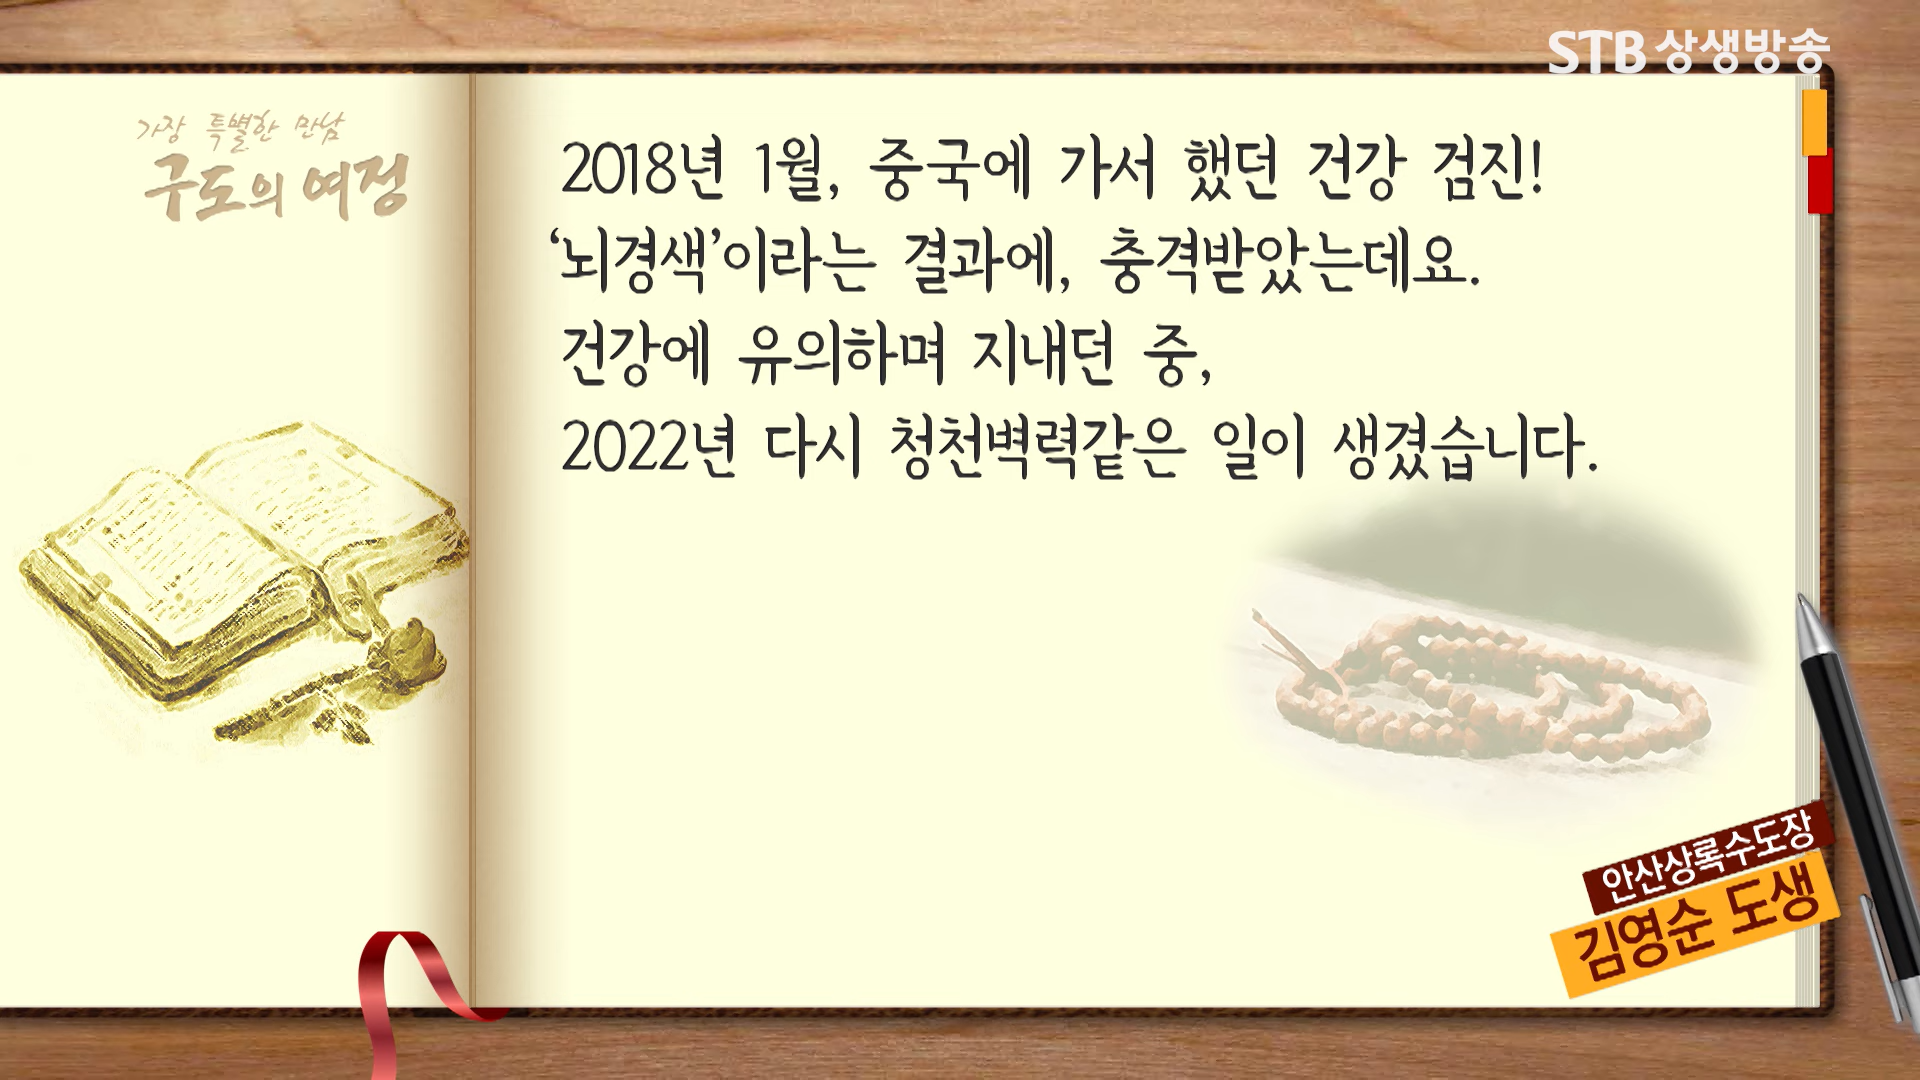 STB 상생방송
가장 특별한 만남
구도의 여정
2018년 1월, 중국에 가서 했던 건강 검진!
‘뇌경색’이라는 결과에, 충격받았는데요.
건강에 유의하며 지내던 중,
2022년 다시 청천벽력같은 일이 생겼습니다.
안산상록수도장
김영순 도생